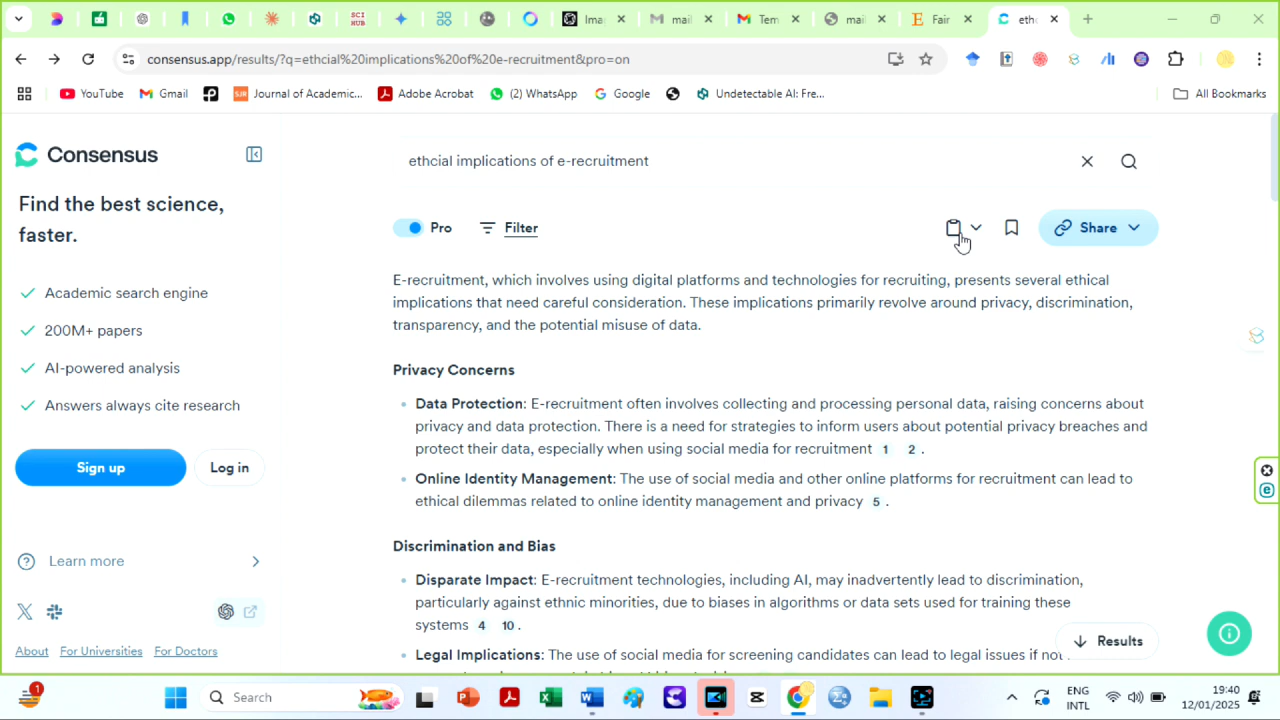 SCI
HUB
Ima
mail
Tem
mai
Fair
ethc
consensus.app/results/?q=ethcial%20implications%20of%20e-recruitment&pro=on
YouTube
Gmail
Journal of Academic...
Adobe Acrobat
(2) WhatsApp
Google
Undetectable AI: Fre...
All Bookmarks
Consensus
Find the best science,
faster.
Academic search engine
200M+ papers
AI-powered analysis
Answers always cite research
Sign up
Log in
Learn more
About
For Universities
For Doctors
ethcial implications of e-recruitment
Pro
Filter
Share
E-recruitment, which involves using digital platforms and technologies for recruiting, presents several ethical
implications that need careful consideration. These implications primarily revolve around privacy, discrimination,
transparency, and the potential misuse of data.
Privacy Concerns
Data Protection: E-recruitment often involves collecting and processing personal data, raising concerns about
privacy and data protection. There is a need for strategies to inform users about potential privacy breaches and
protect their data, especially when using social media for recruitment 1 2 .
Online Identity Management: The use of social media and other online platforms for recruitment can lead to
ethical dilemmas related to online identity management and privacy 5 .
Discrimination and Bias
Disparate Impact: E-recruitment technologies, including AI, may inadvertently lead to discrimination,
particularly against ethnic minorities, due to biases in algorithms or data sets used for training these
systems 4 10 .
Legal Implications: The use of social media for screening candidates can lead to legal issues if not
Results
1
Search
ENG
INTL
19:40
12/01/2025